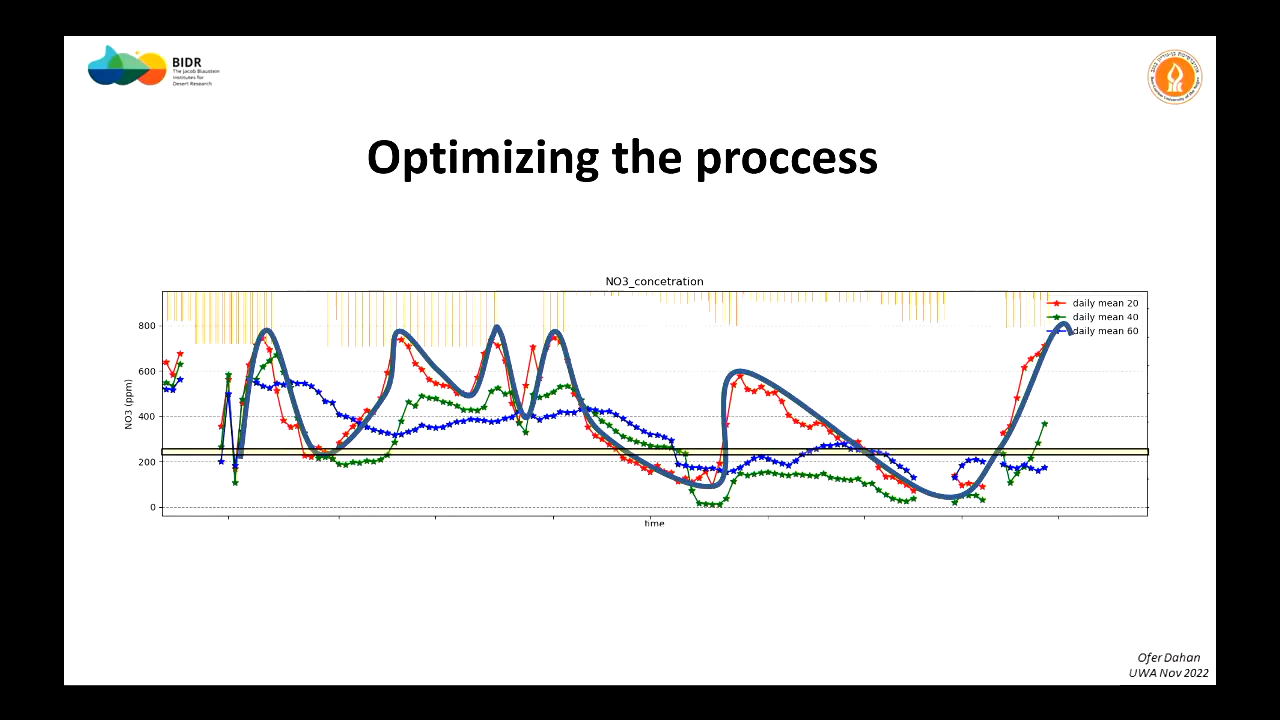 BIDR
The Jacob Blaustein
Institutes for
Desert Research
Optimizing the proccess
NO3_concetration
daily mean 20
daily mean 40
daily mean 60
800
600
400
200
0
NO3 (ppm)
time
Ofer Dahan
UWA Nov 2022